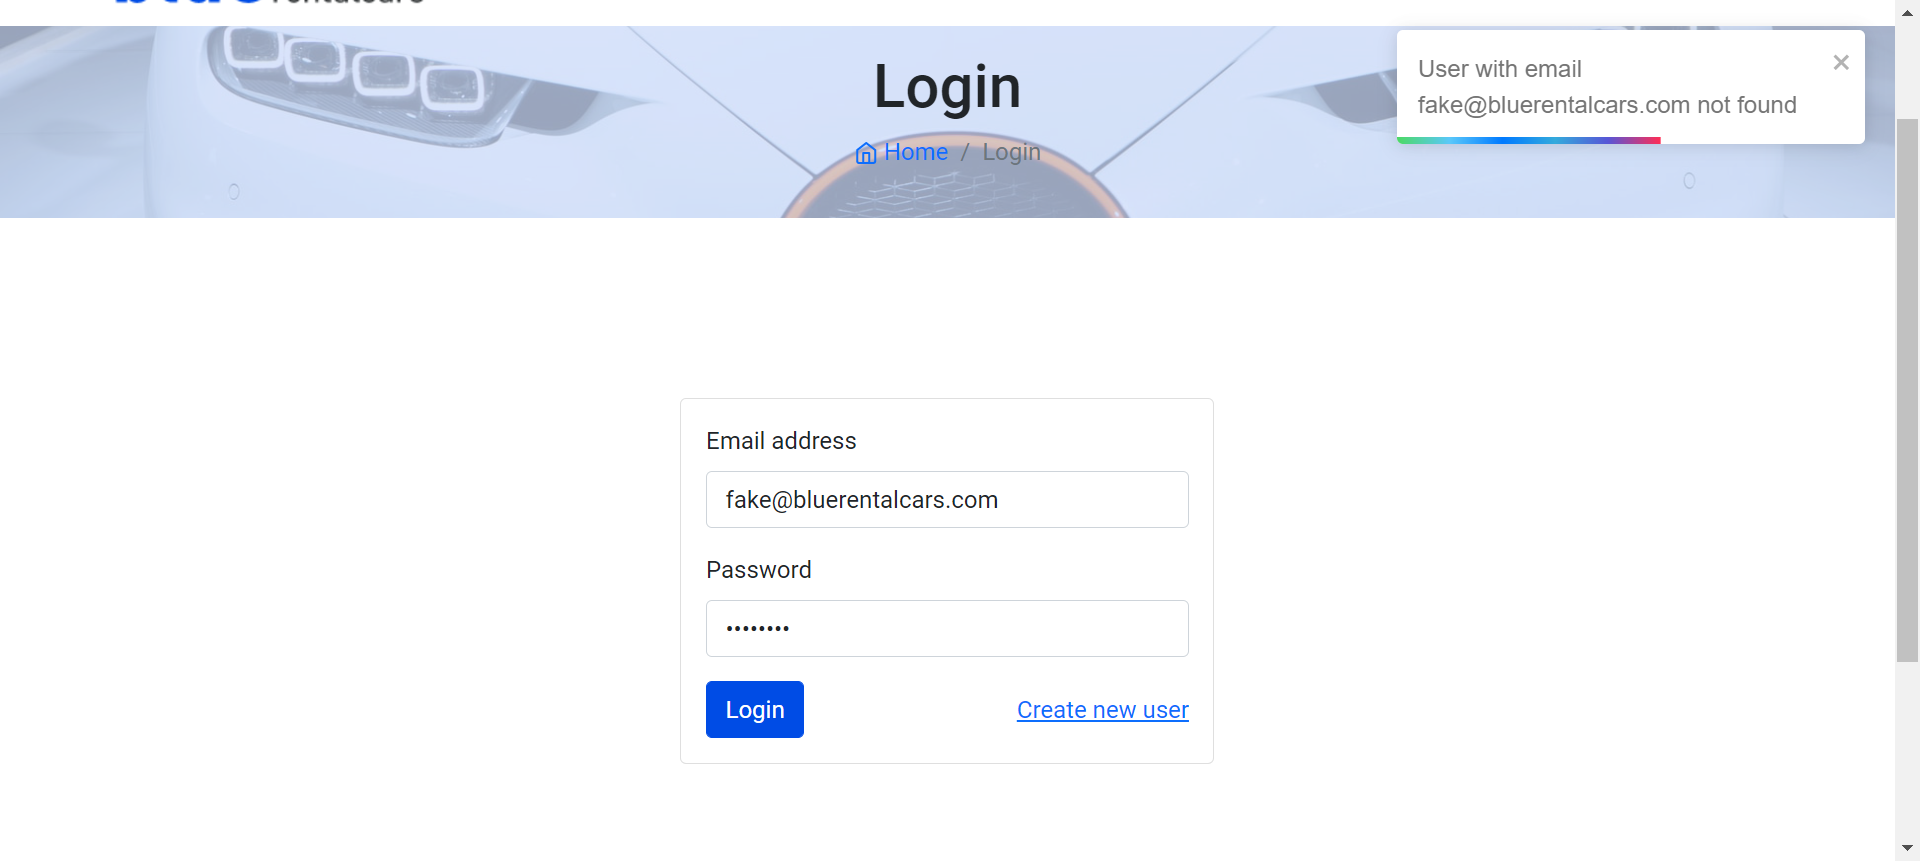 rentalcars
Login
Home / Login
User with email
fake@bluerentalcars.com not found
×
Email address
fake@bluerentalcars.com
Password
••••••••
Login
Create new user